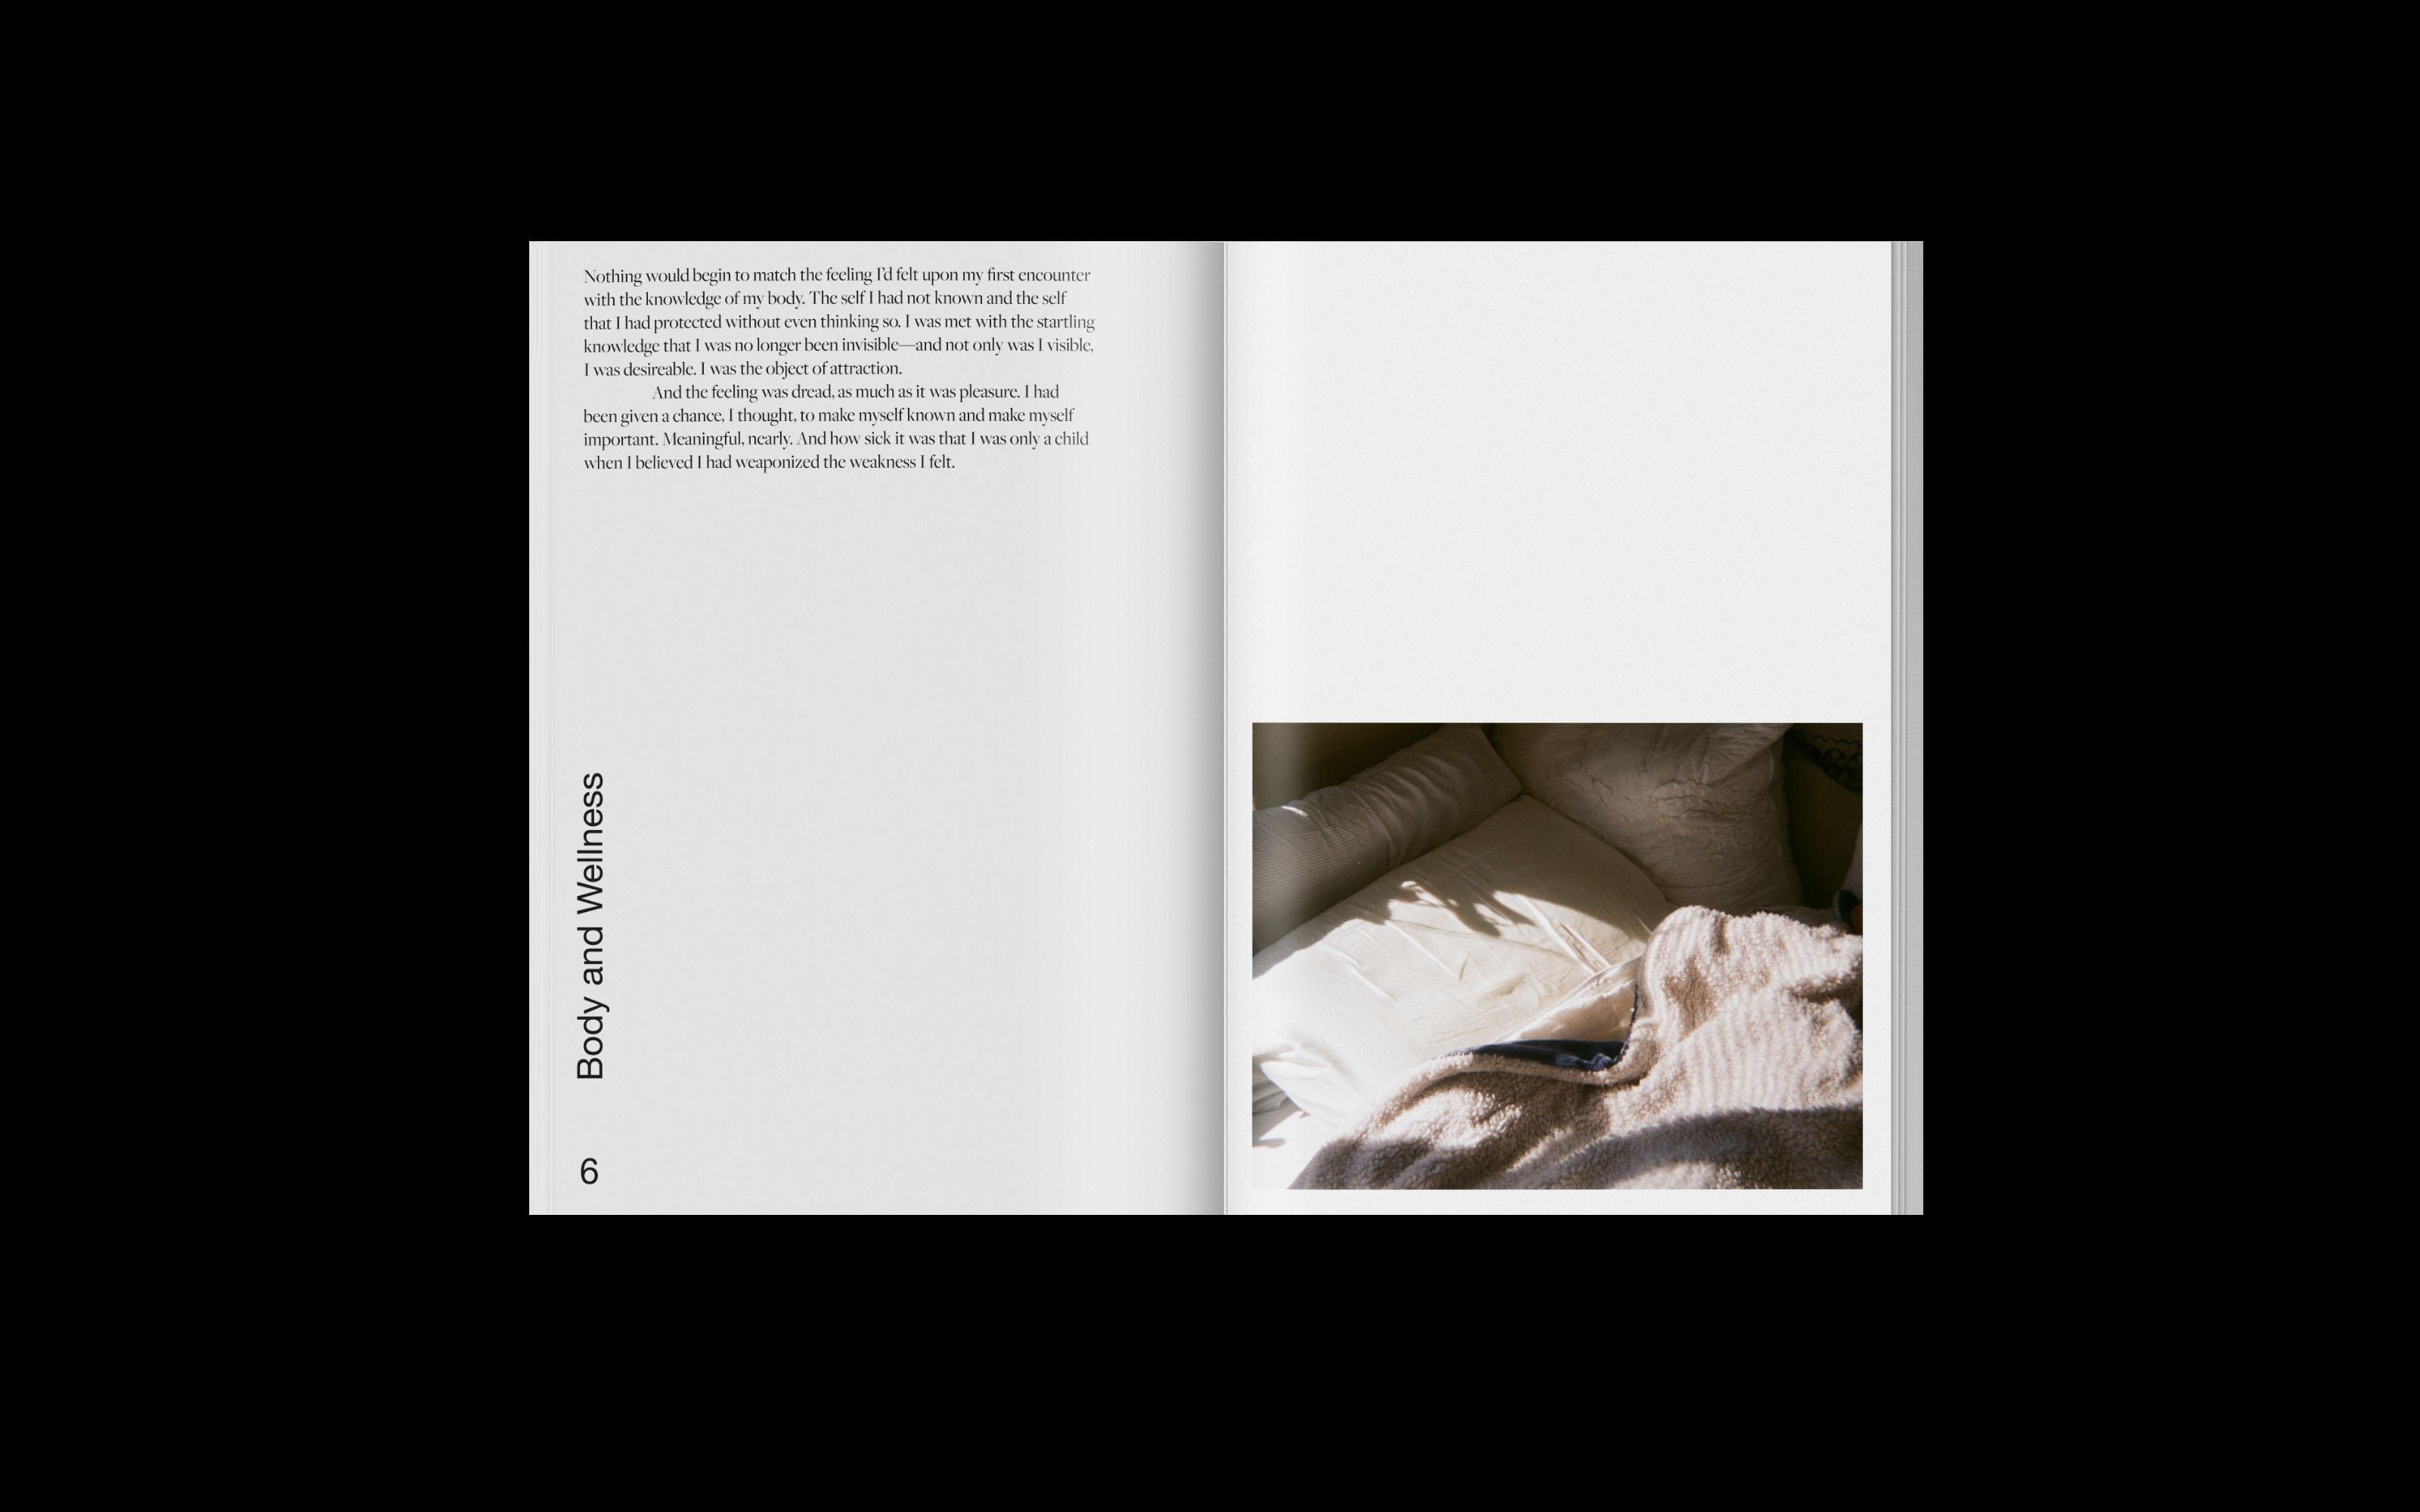 Nothing would begin to match the feeling I'd felt upon my first encounter
with the knowledge of my body. The self I had not known and the self
that I had protected without even thinking so. I was met with the startling
knowledge that I was no longer been invisible—and not only was I visible,
I was desireable. I was the object of attraction.
And the feeling was dread, as much as it was pleasure. I had
been given a chance, I thought, to make myself known and make myself
important. Meaningful, nearly. And how sick it was that I was only a child
when I believed I had weaponized the weakness I felt.
Body and Wellness
6